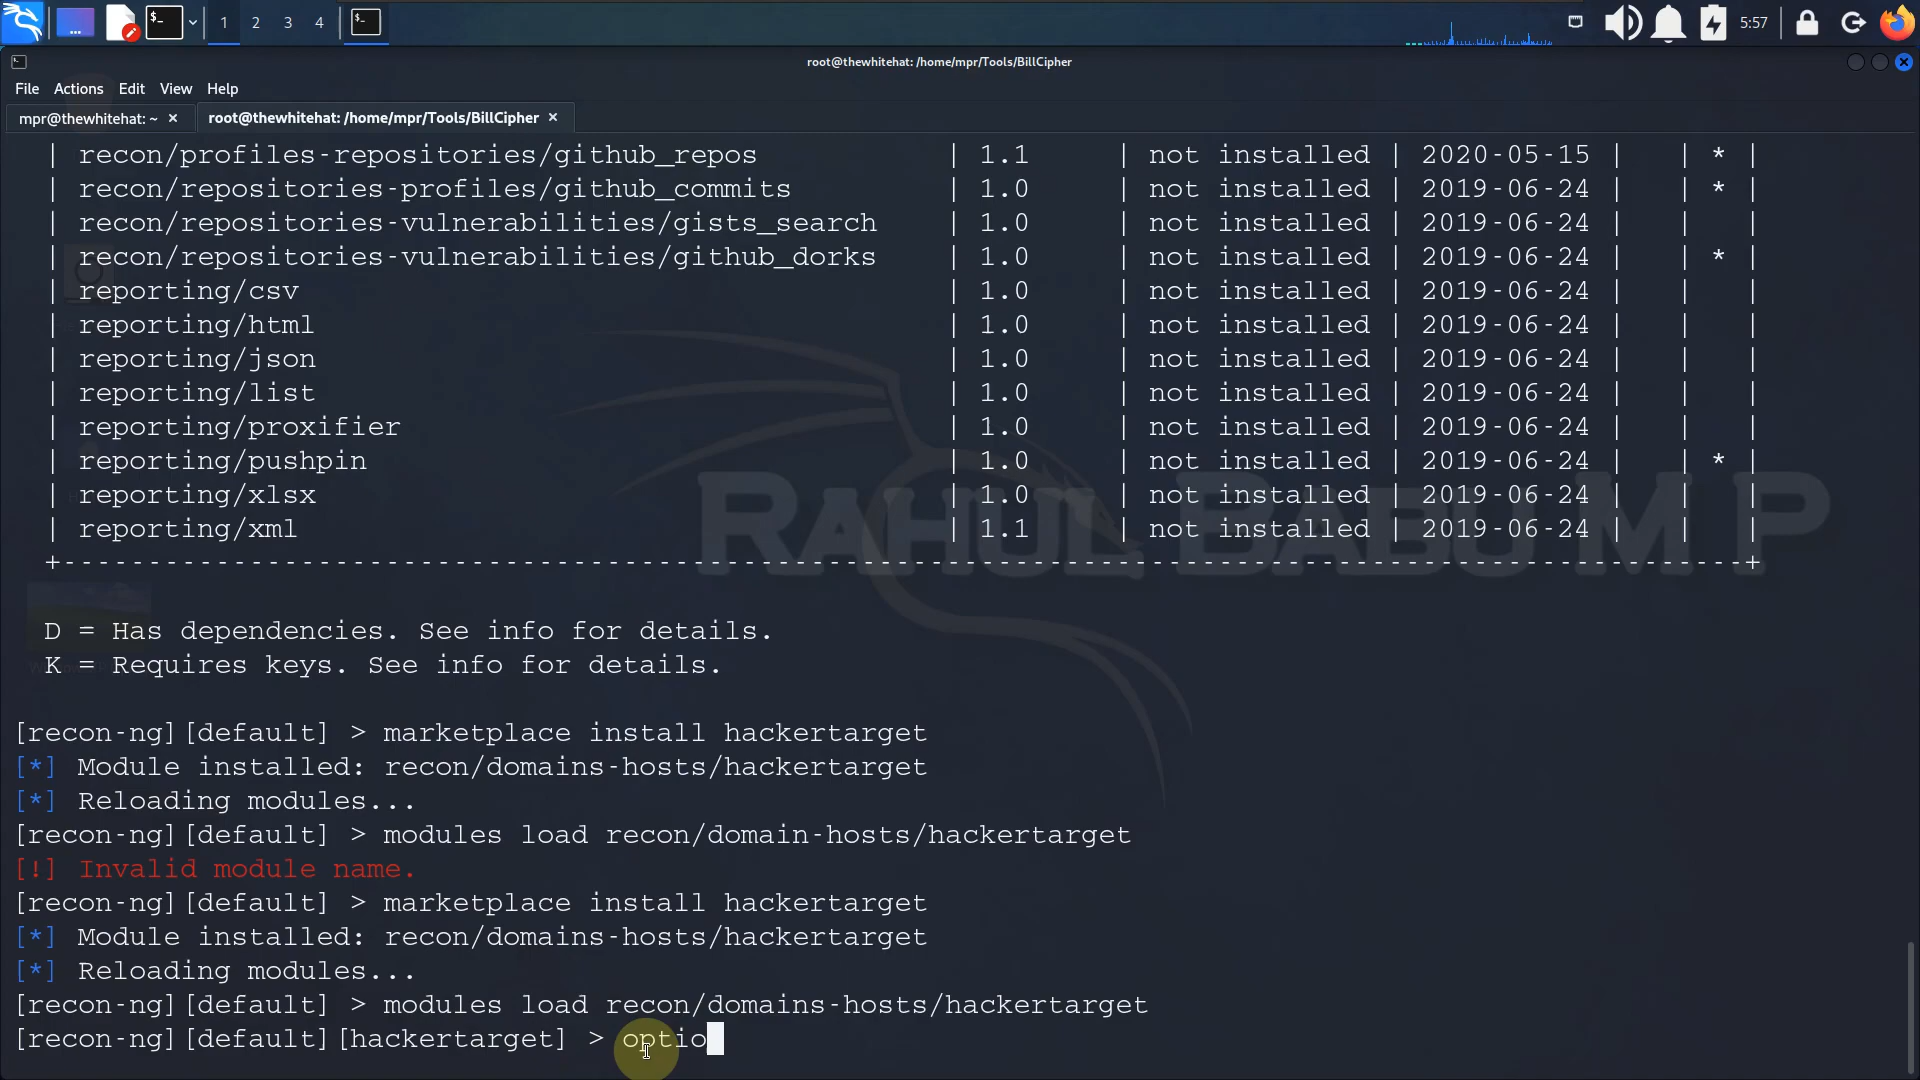 $_ 1 2 3 4 $_ 5:57
root@thewhitehat: /home/mpr/Tools/BillCipher
File Actions Edit View Help
mpr@thewhitehat: ~ × root@thewhitehat: /home/mpr/Tools/BillCipher ×
| recon/profiles-repositories/github_repos | 1.1 | not installed | 2020-05-15 | | * |
| recon/repositories-profiles/github_commits | 1.0 | not installed | 2019-06-24 | | * |
| recon/repositories-vulnerabilities/gists_search | 1.0 | not installed | 2019-06-24 | | |
| recon/repositories-vulnerabilities/github_dorks | 1.0 | not installed | 2019-06-24 | | * |
| reporting/csv | 1.0 | not installed | 2019-06-24 | | |
| reporting/html | 1.0 | not installed | 2019-06-24 | | |
| reporting/json | 1.0 | not installed | 2019-06-24 | | |
| reporting/list | 1.0 | not installed | 2019-06-24 | | |
| reporting/proxifier | 1.0 | not installed | 2019-06-24 | | |
| reporting/pushpin | 1.0 | not installed | 2019-06-24 | | * |
| reporting/xlsx | 1.0 | not installed | 2019-06-24 | | |
| reporting/xml | 1.1 | not installed | 2019-06-24 | | |
+---------------------------------------------------------------------------------------------------+
RAHUL BABU M P
D = Has dependencies. See info for details.
K = Requires keys. See info for details.
[recon-ng][default] > marketplace install hackertarget
[*] Module installed: recon/domains-hosts/hackertarget
[*] Reloading modules...
[recon-ng][default] > modules load recon/domain-hosts/hackertarget
[!] Invalid module name.
[recon-ng][default] > marketplace install hackertarget
[*] Module installed: recon/domains-hosts/hackertarget
[*] Reloading modules...
[recon-ng][default] > modules load recon/domains-hosts/hackertarget
[recon-ng][default][hackertarget] > optio